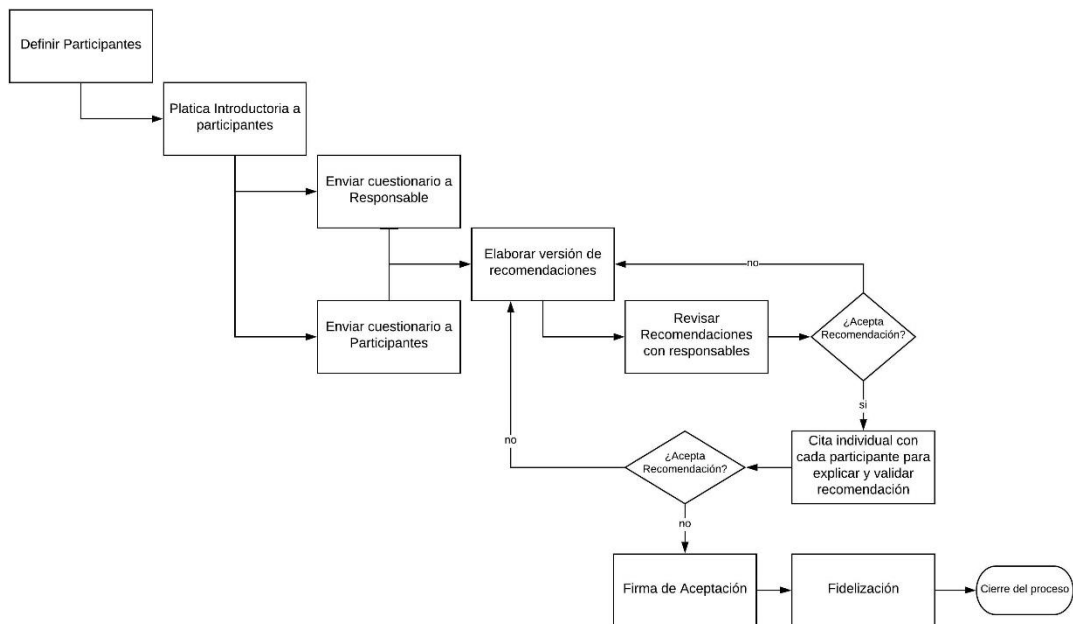 Definir Participantes
Platica Introductoria a
participantes
Enviar cuestionario a
Responsable
Elaborar versión de
recomendaciones
no
Enviar cuestionario a
Participantes
Revisar
Recomendaciones
con responsables
¿Acepta
Recomendación?
si
Cita individual con
cada participante para
explicar y validar
recomendación
no
¿Acepta
Recomendación?
no
Firma de Aceptación
Fidelización
Cierre del proceso